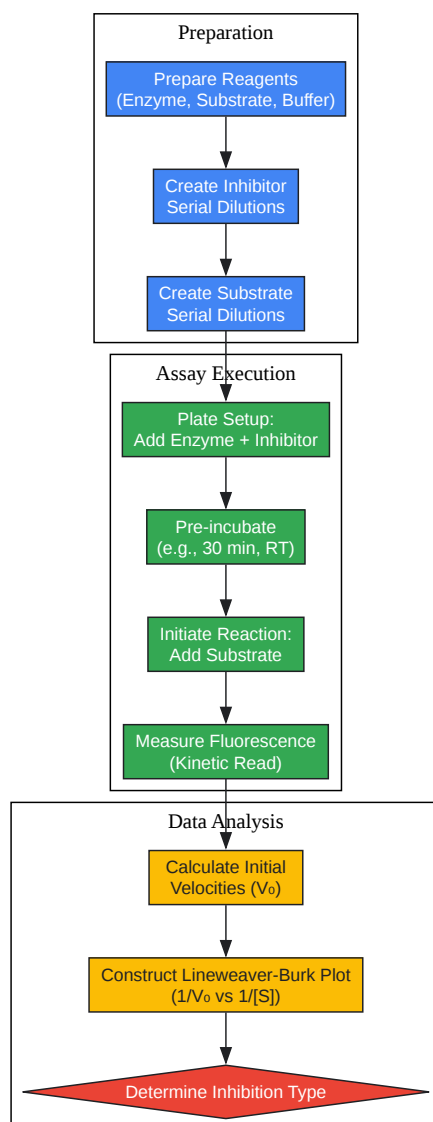 Preparation
Prepare Reagents
(Enzyme, Substrate, Buffer)
Create Inhibitor
Serial Dilutions
Create Substrate
Serial Dilutions
Assay Execution
Plate Setup:
Add Enzyme + Inhibitor
Pre-incubate
(e.g., 30 min, RT)
Initiate Reaction:
Add Substrate
Measure Fluorescence
(Kinetic Read)
Data Analysis
Calculate Initial
Velocities (V₀)
Construct Lineweaver-Burk Plot
(1/V₀ vs 1/[S])
Determine Inhibition Type